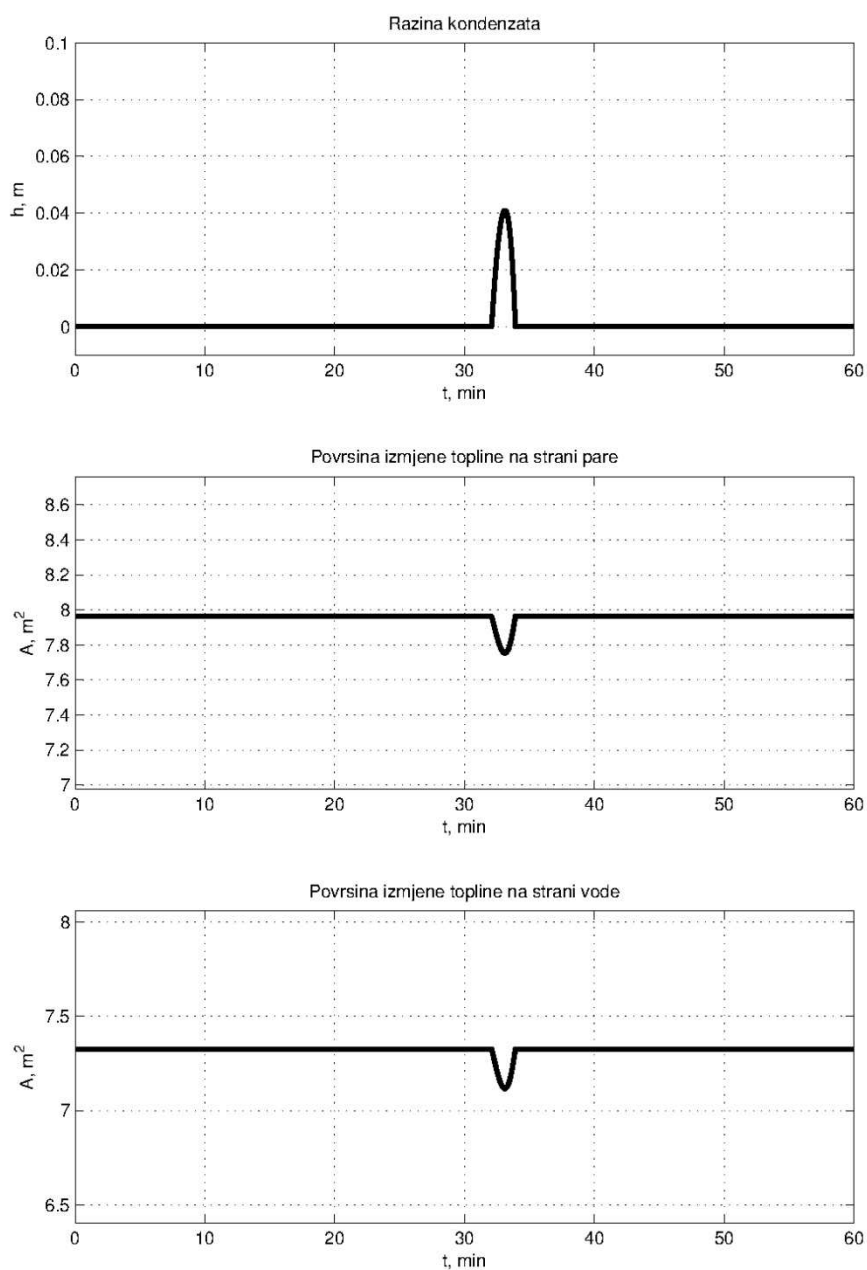 Razina kondenzata
0.1
0.08
0.06
0.04
0.02
0
h, m
0 10 20 30 40 50 60
t, min
Povrsina izmjene topline na strani pare
8.6
8.4
8.2
8
7.8
7.6
7.4
7.2
7
A, m²
0 10 20 30 40 50 60
t, min
Povrsina izmjene topline na strani vode
8
7.5
7
6.5
A, m²
0 10 20 30 40 50 60
t, min